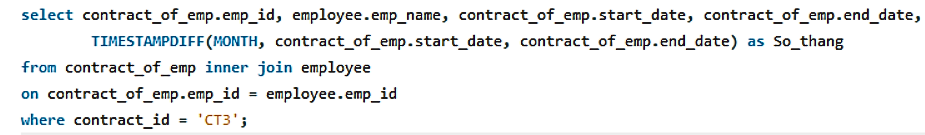 select contract_of_emp.emp_id, employee.emp_name, contract_of_emp.start_date, contract_of_emp.end_date,
TIMESTAMPDIFF(MONTH, contract_of_emp.start_date, contract_of_emp.end_date) as So_thang
from contract_of_emp inner join employee
on contract_of_emp.emp_id = employee.emp_id
where contract_id = 'CT3';